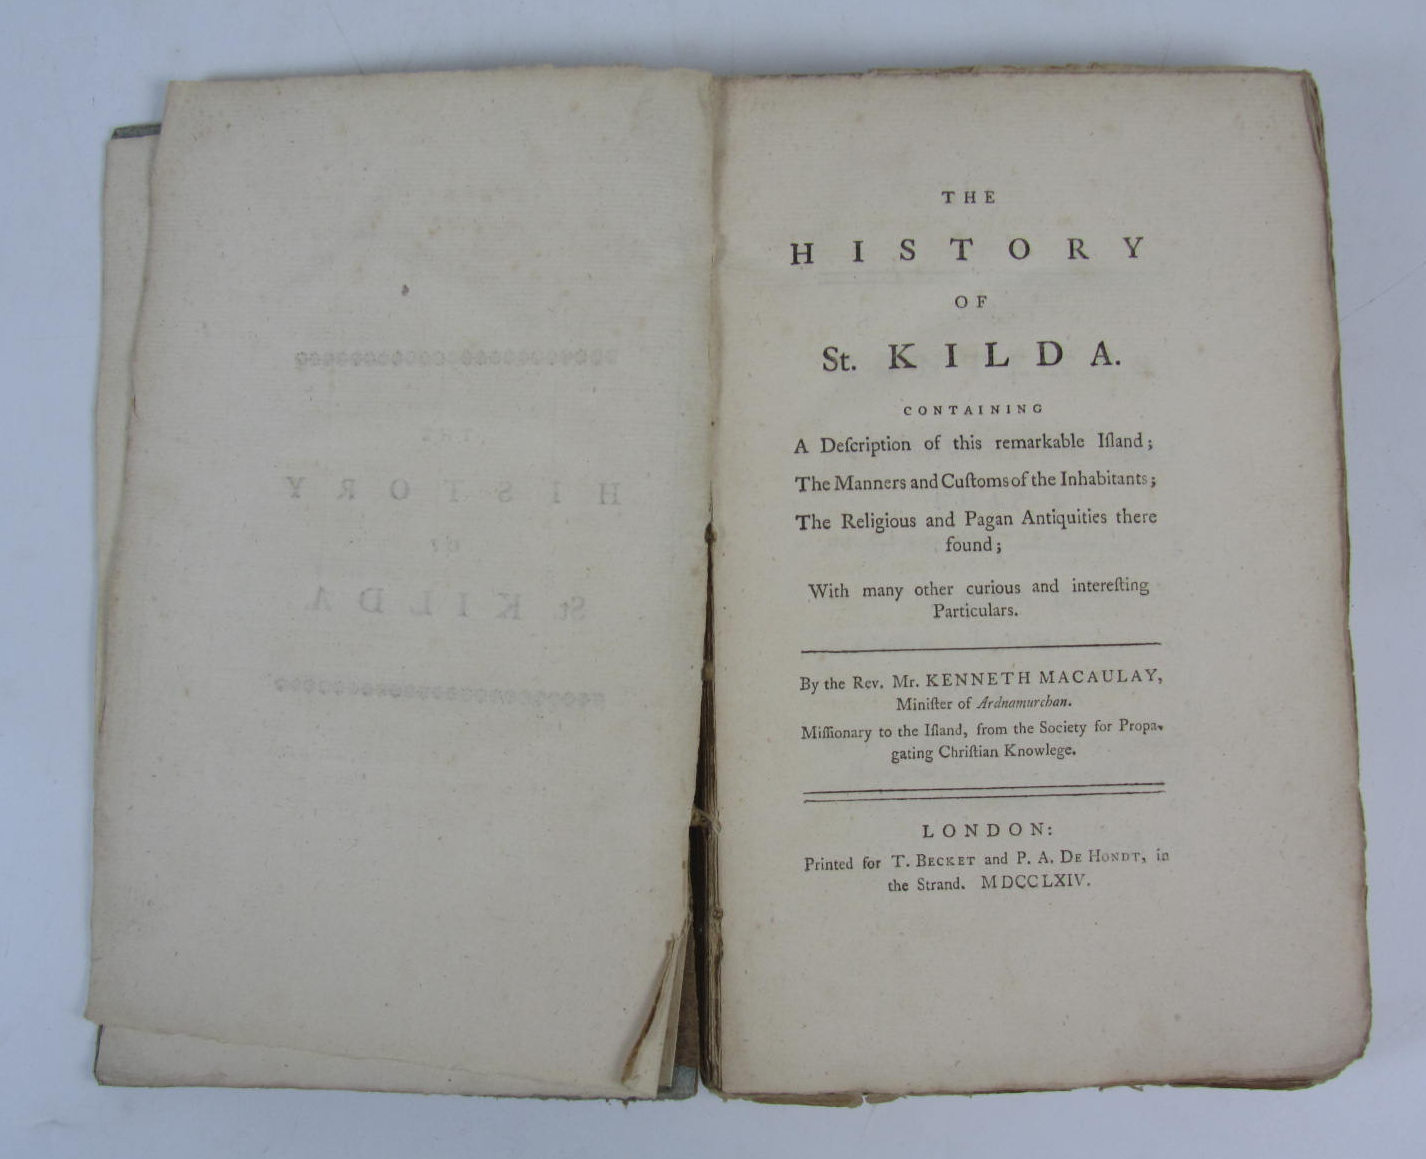 THE
HISTORY
OF
St. KILDA.
CONTAINING
A Deſcription of this remarkable Iſland;
The Manners and Cuſtoms of the Inhabitants;
The Religious and Pagan Antiquities there
found;
With many other curious and intereſting
Particulars.
By the Rev. Mr. KENNETH MACAULAY,
Miniſter of Ardnamurchan.
Miſſionary to the Iſland, from the Society for Propa-
gating Chriſtian Knowlege.
LONDON:
Printed for T. BECKET and P. A. DE HONDT, in
the Strand. MDCCLXIV.